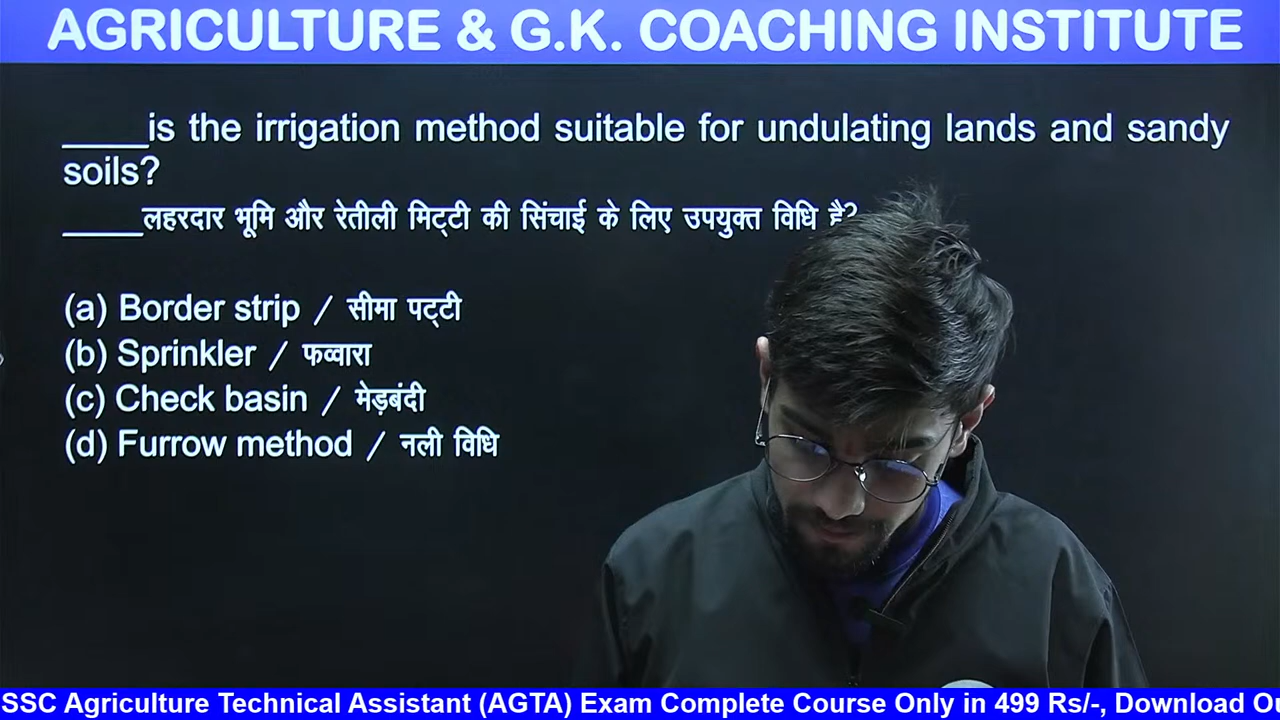 AGRICULTURE & G.K. COACHING INSTITUTE
____is the irrigation method suitable for undulating lands and sandy
soils?
____लहरदार भूमि और रेतीली मिट्टी की सिंचाई के लिए उपयुक्त विधि है?
(a) Border strip / सीमा पट्टी
(b) Sprinkler / फव्वारा
(c) Check basin / मेड़बंदी
(d) Furrow method / नली विधि
SSC Agriculture Technical Assistant (AGTA) Exam Complete Course Only in 499 Rs/-, Download